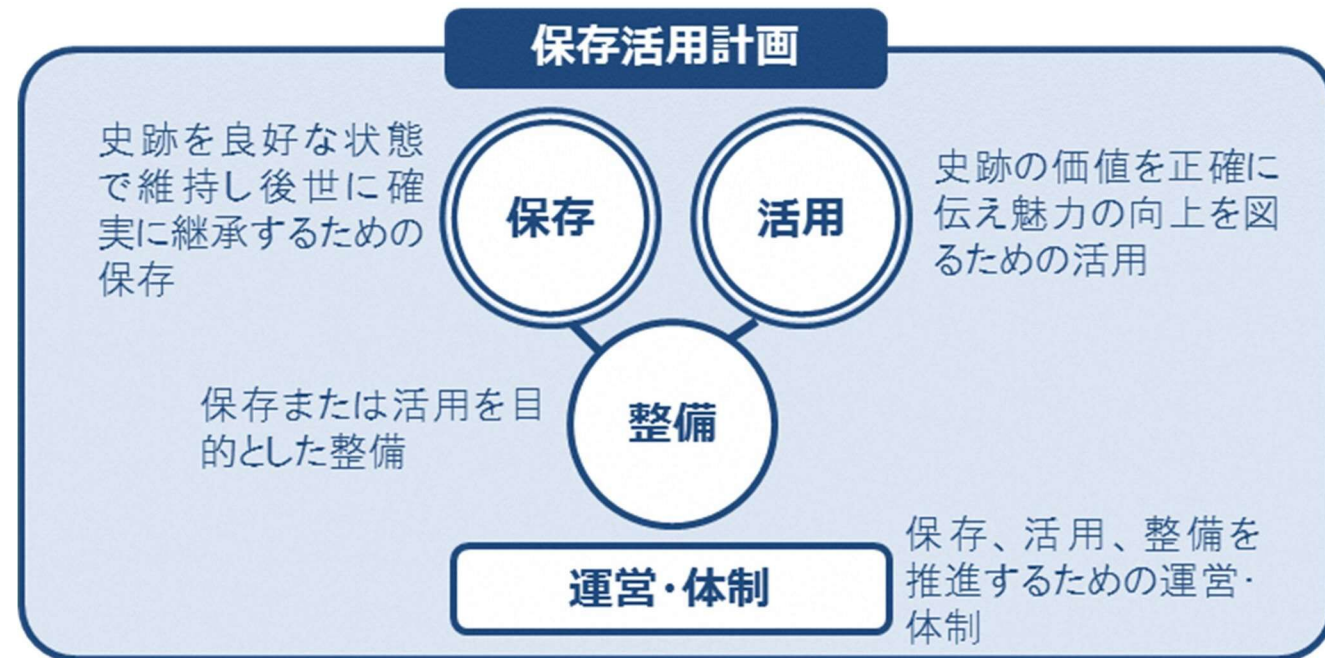 保存活用計画
史跡を良好な状態
で維持し後世に確
実に継承するための
保存
保存
活用
史跡の価値を正確に
伝え魅力の向上を図
るための活用
保存または活用を目
的とした整備
整備
運営・体制
保存、活用、整備を
推進するための運営・
体制